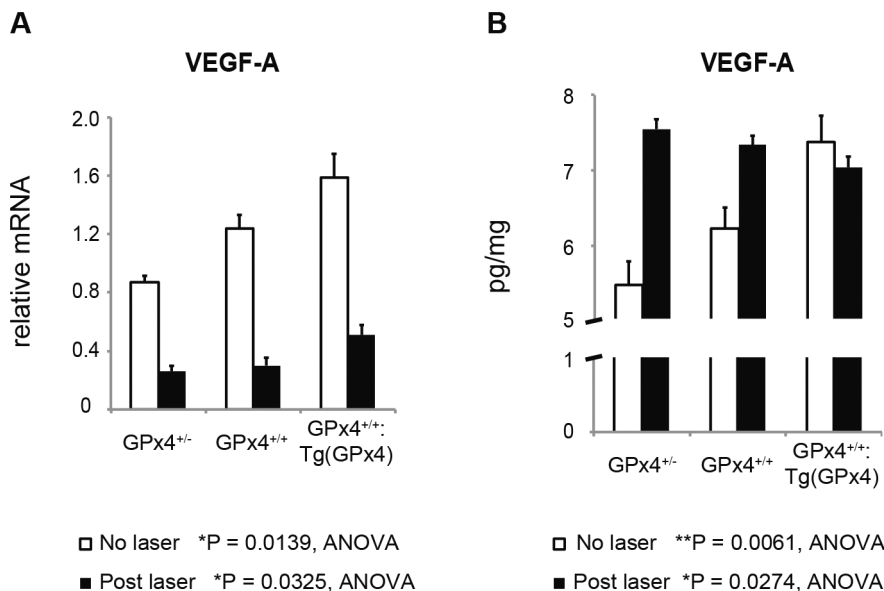 A
VEGF-A
relative mRNA
2.0
1.6
1.2
0.8
0.4
0
GPx4+/-
GPx4+/+
GPx4+/+:
Tg(GPx4)
No laser *P = 0.0139, ANOVA
Post laser *P = 0.0325, ANOVA
B
VEGF-A
pg/mg
8
7
6
5
1
0
GPx4+/-
GPx4+/+
GPx4+/+:
Tg(GPx4)
No laser **P = 0.0061, ANOVA
Post laser *P = 0.0274, ANOVA